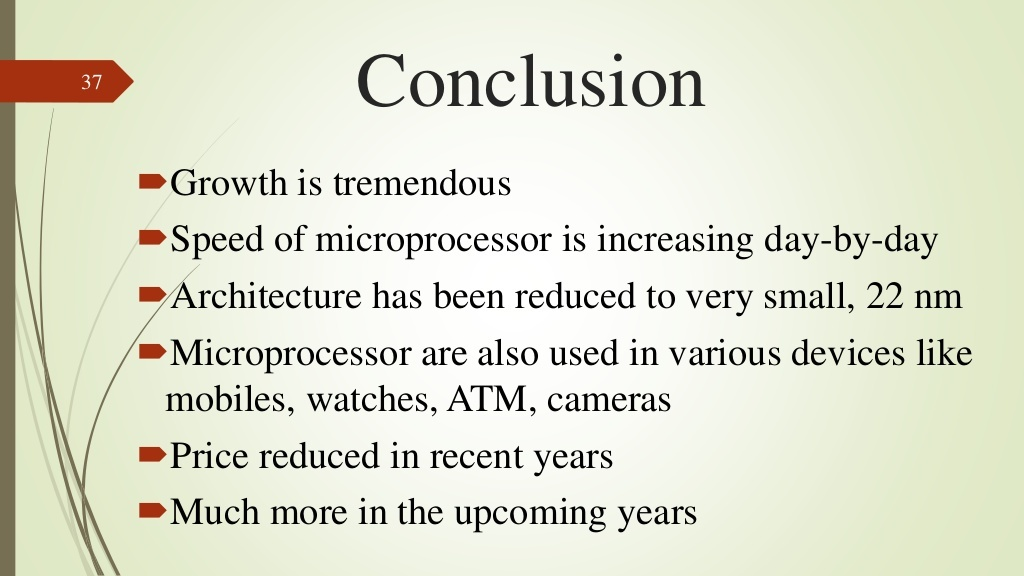 37
Conclusion
Growth is tremendous
Speed of microprocessor is increasing day-by-day
Architecture has been reduced to very small, 22 nm
Microprocessor are also used in various devices like
mobiles, watches, ATM, cameras
Price reduced in recent years
Much more in the upcoming years